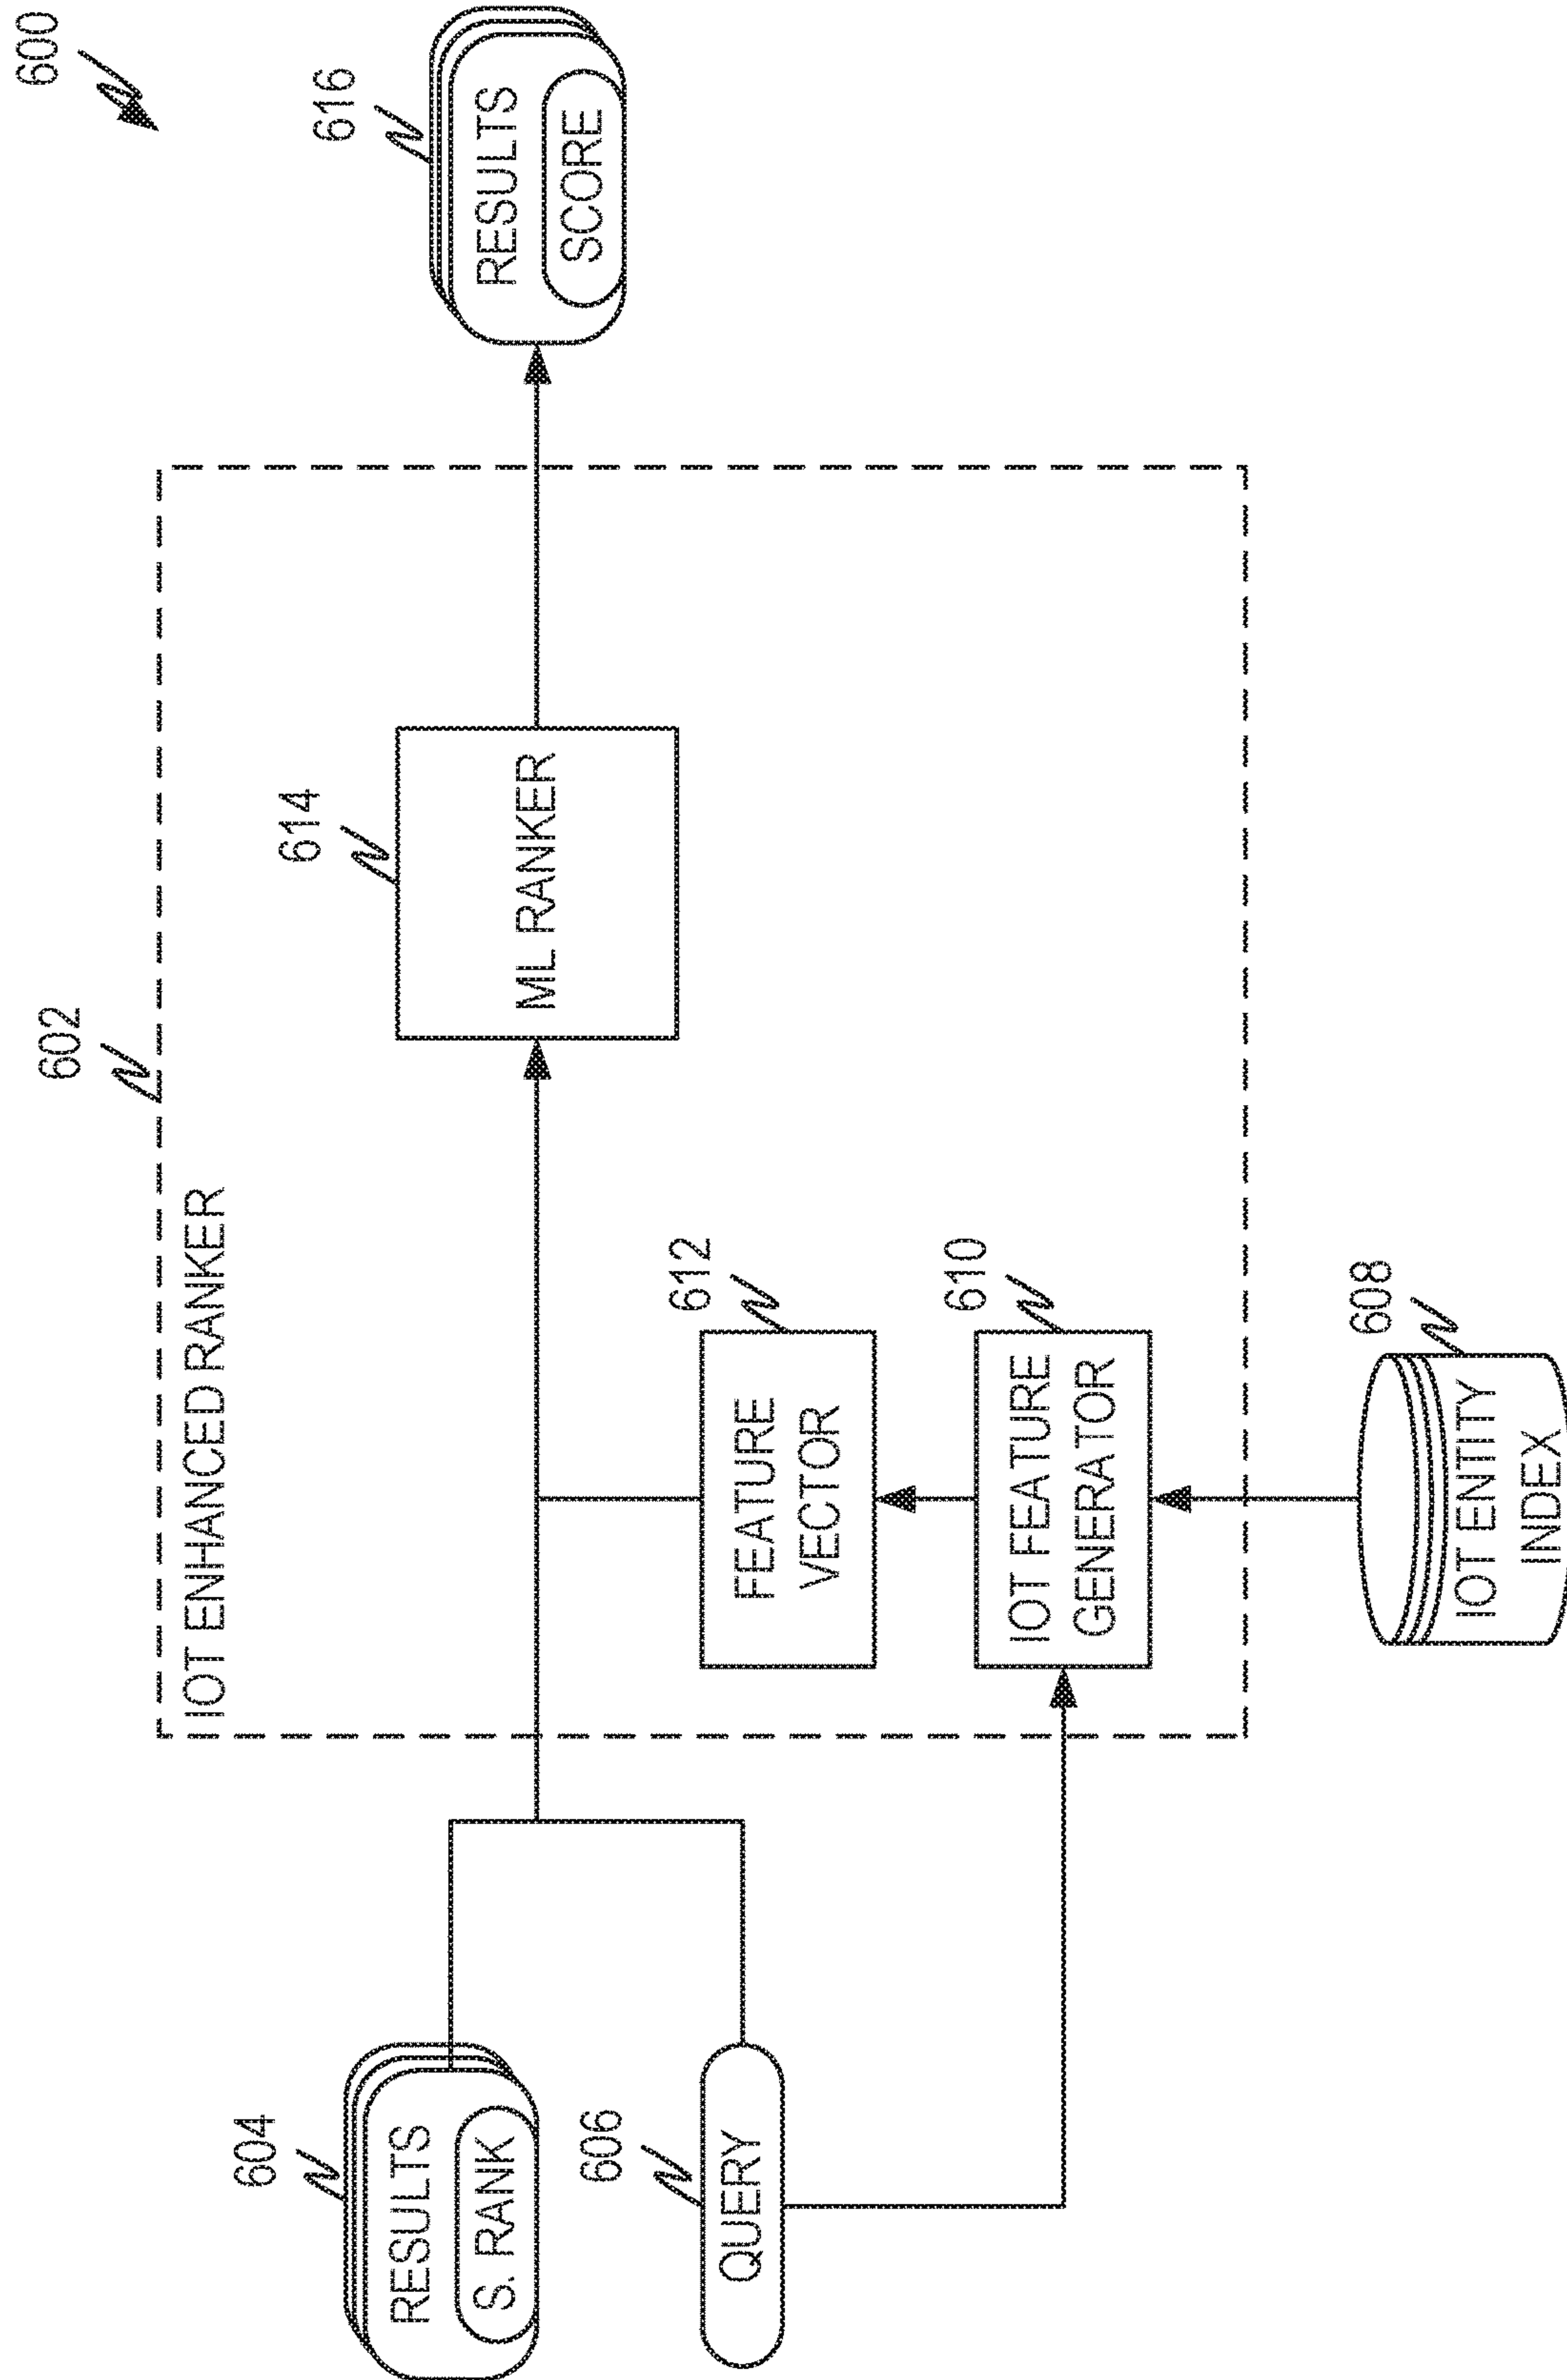 600
602
IOT ENHANCED RANKER
604
RESULTS
S. RANK
606
QUERY
614
ML RANKER
616
RESULTS
SCORE
612
FEATURE
VECTOR
610
IOT FEATURE
GENERATOR
608
IOT ENTITY
INDEX